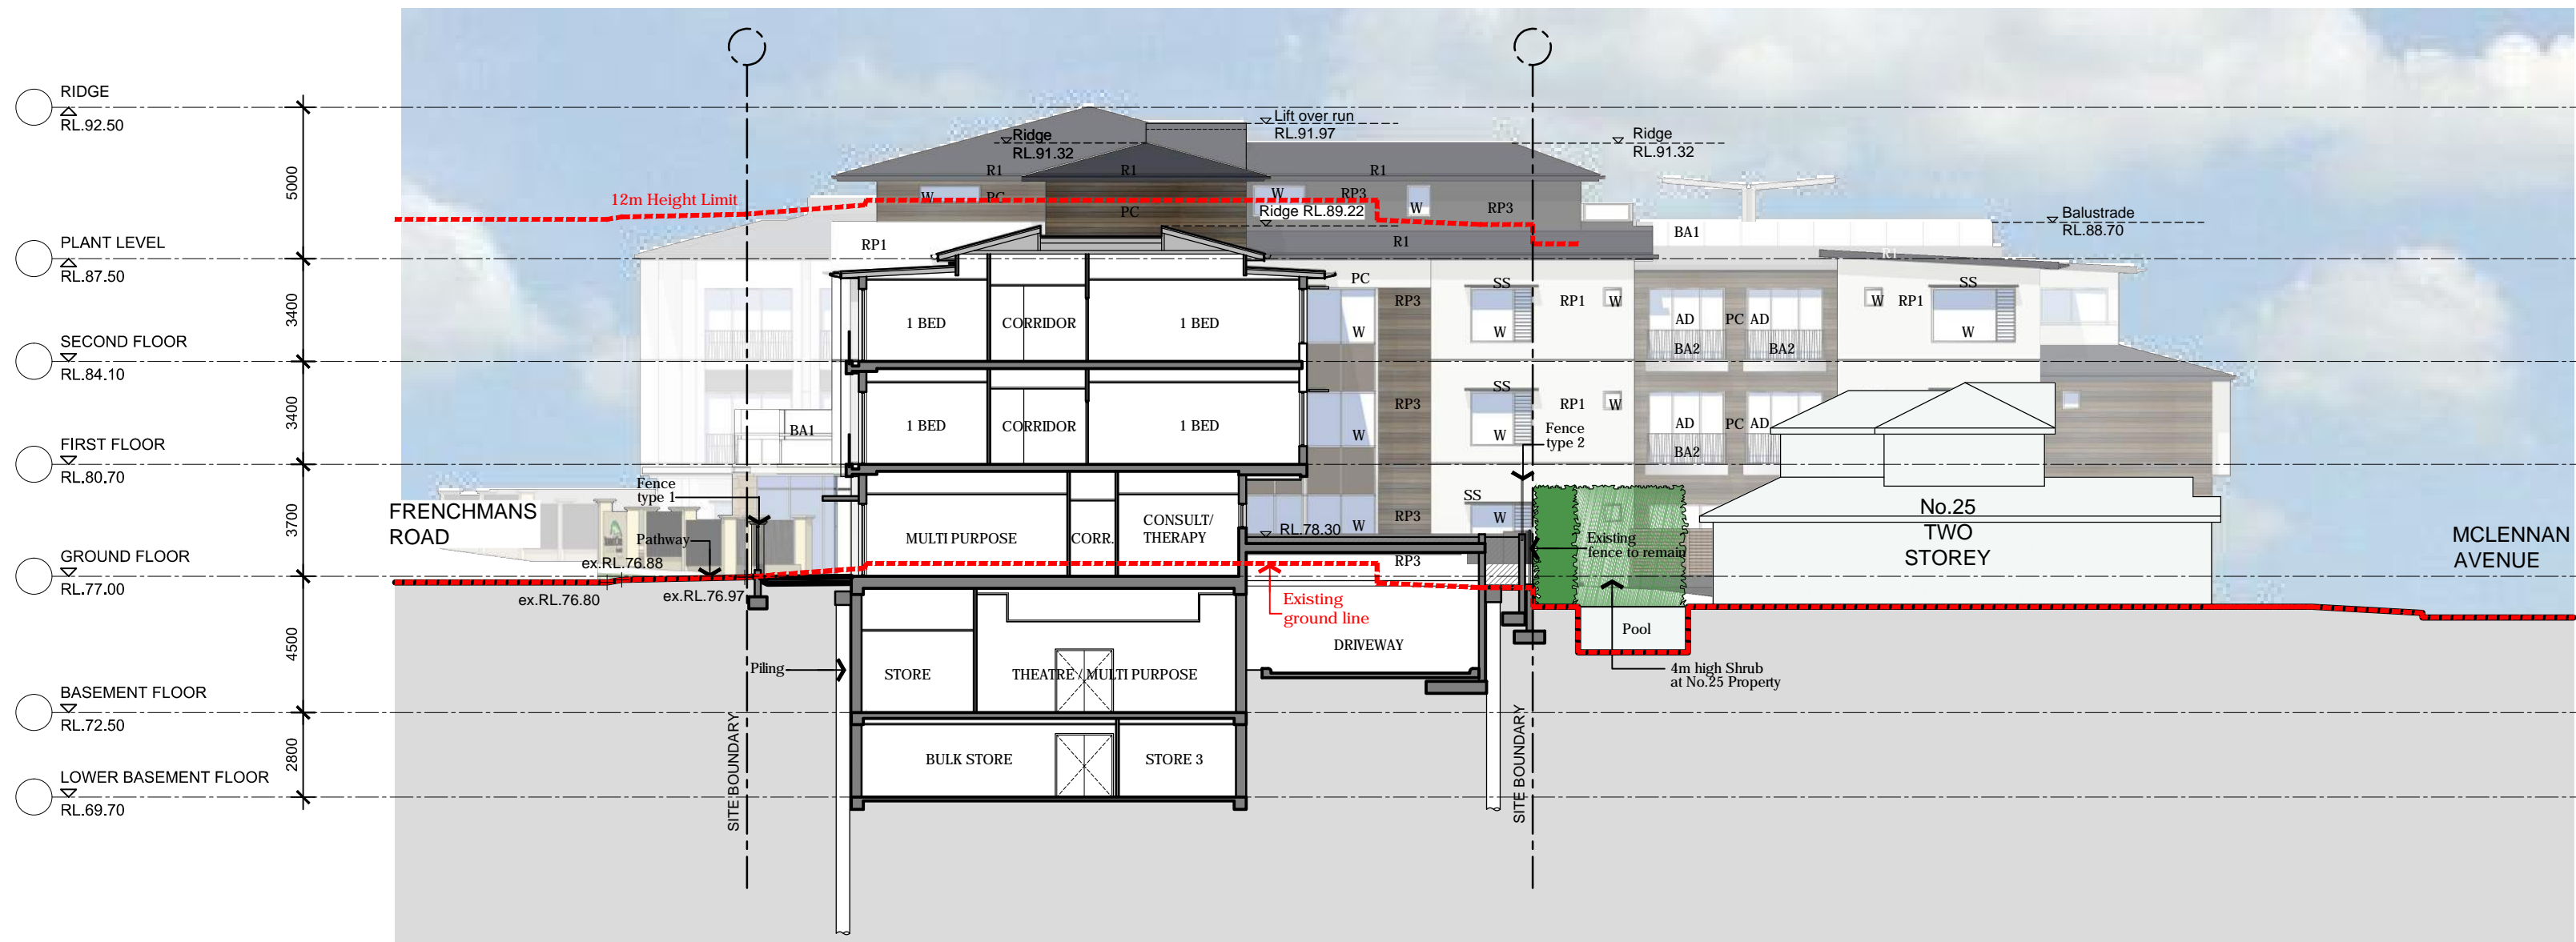 RIDGE
RL.92.50
5000
PLANT LEVEL
RL.87.50
3400
SECOND FLOOR
RL.84.10
3400
FIRST FLOOR
RL.80.70
3700
GROUND FLOOR
RL.77.00
4500
BASEMENT FLOOR
RL.72.50
2800
LOWER BASEMENT FLOOR
RL.69.70
FRENCHMANS
ROAD
12m Height Limit
Ridge
RL.91.32
Lift over run
RL.91.97
Ridge
RL.91.32
R1
R1
R1
W
PC
PC
W
RP3
W
RP3
Ridge RL.89.22
R1
RP1
BA1
Balustrade
RL.88.70
R1
PC
RP3
SS
W
W
RP1
W
AD
PC
AD
BA2
BA2
W
RP1
SS
W
1 BED
CORRIDOR
1 BED
BA1
1 BED
CORRIDOR
1 BED
W
RP3
SS
W
RP1
W
AD
PC
AD
BA2
Fence
type 2
Fence
type 1
Pathway
ex.RL.76.88
ex.RL.76.80
ex.RL.76.97
MULTI PURPOSE
CORR.
CONSULT/
THERAPY
RL.78.30
W
RP3
SS
W
RP3
Existing
fence to remain
No.25
TWO
STOREY
MCLENNAN
AVENUE
Existing
ground line
DRIVEWAY
Pool
4m high Shrub
at No.25 Property
Piling
STORE
THEATRE / MULTI PURPOSE
BULK STORE
STORE 3
SITE BOUNDARY
SITE BOUNDARY